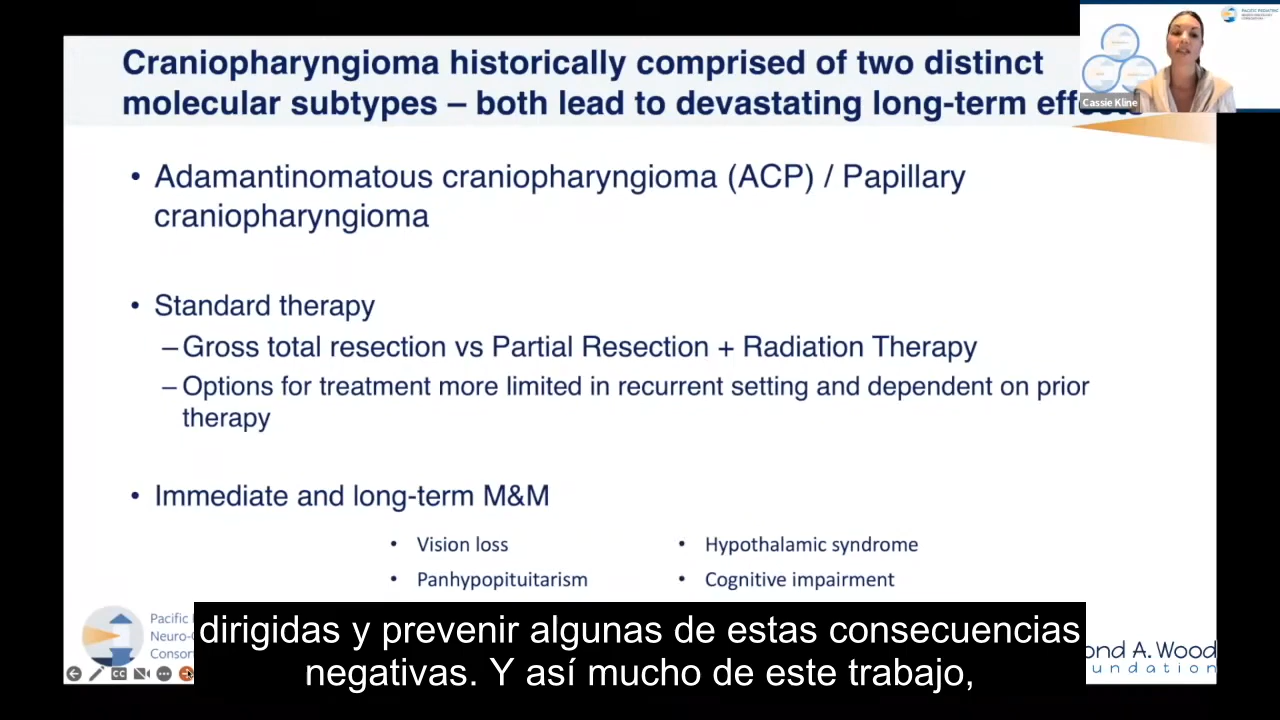 Craniopharyngioma historically comprised of two distinct
molecular subtypes – both lead to devastating long-term effects
Cassie Kline
• Adamantinomatous craniopharyngioma (ACP) / Papillary
craniopharyngioma
• Standard therapy
– Gross total resection vs Partial Resection + Radiation Therapy
– Options for treatment more limited in recurrent setting and dependent on prior
therapy
• Immediate and long-term M&M
• Vision loss
• Hypothalamic syndrome
• Panhypopituitarism
• Cognitive impairment
Pacific
Neuro-
Consor
ond A. Wood
undation
CC
dirigidas y prevenir algunas de estas consecuencias
negativas. Y así mucho de este trabajo,